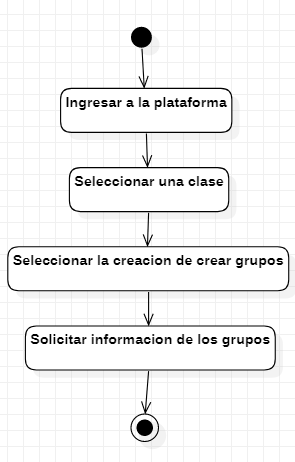 Ingresar a la plataforma
Seleccionar una clase
Seleccionar la creacion de crear grupos
Solicitar informacion de los grupos